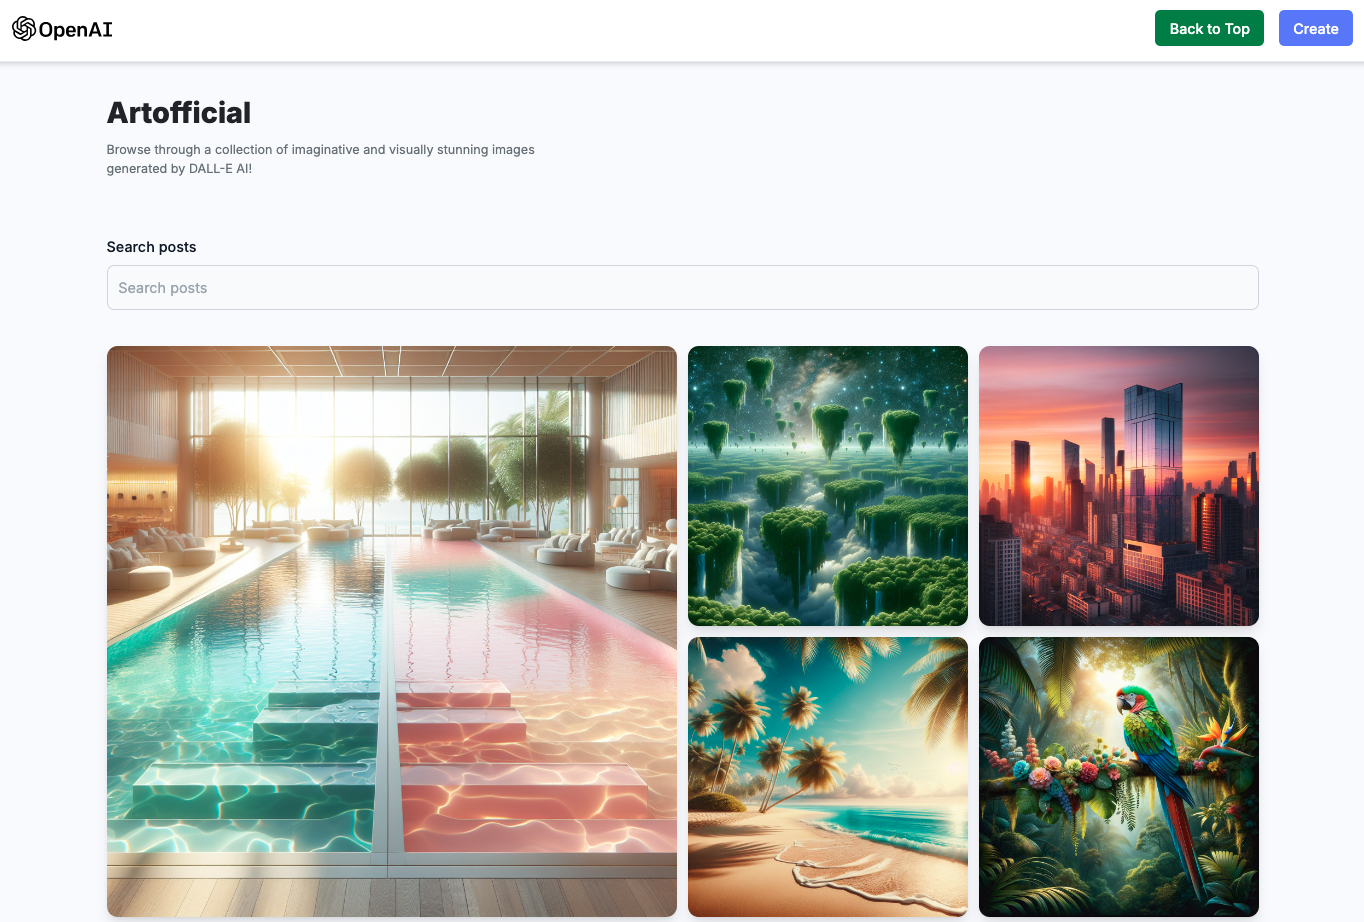 OpenAI
Back to Top
Create
Artofficial
Browse through a collection of imaginative and visually stunning images
generated by DALL-E AI!
Search posts
Search posts